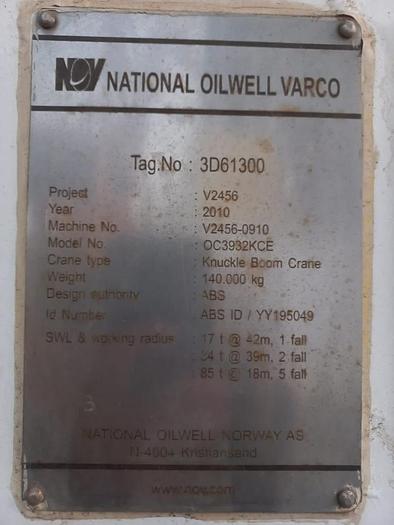 NOV NATIONAL OILWELL VARCO
Tag.No : 3D61300
Project : V2456
Year : 2010
Machine No. : V2456-0910
Model No. : OC3932KCE
Crane type : Knuckle Boom Crane
Weight : 140.000 kg
Design authority : ABS
Id Number : ABS ID / YY195049
SWL & working radius : 17 t @ 42m, 1 fall
: 34 t @ 39m, 2 fall
: 85 t @ 18m, 5 fall
3
NATIONAL OILWELL NORWAY AS
N-4604 Kristiansand
www.nov.com